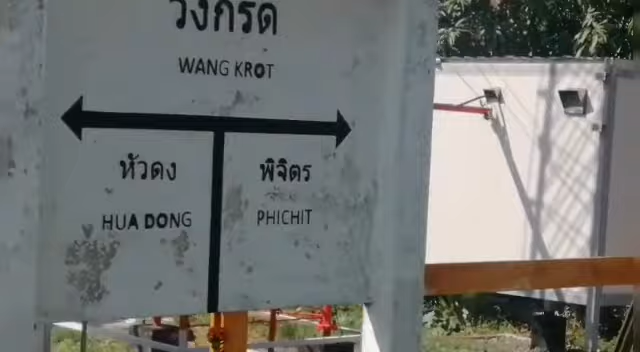 วังกรด
WANG KROT
หัวดง
พิจิตร
HUA DONG
PHICHIT